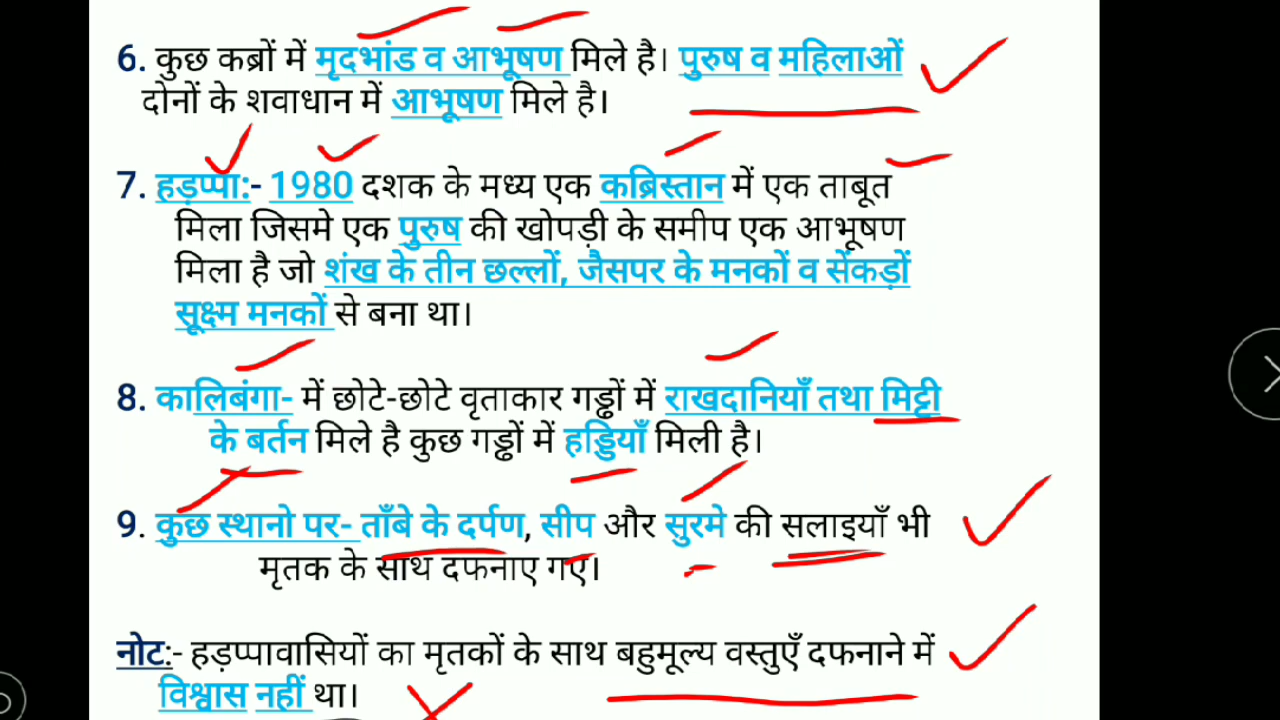 6. कुछ कब्रों में मृदभांड व आभूषण मिले है। पुरुष व महिलाओं
दोनों के शवाधान में आभूषण मिले है।
7. हड़प्पा:- 1980 दशक के मध्य एक कब्रिस्तान में एक ताबूत
मिला जिसमे एक पुरुष की खोपड़ी के समीप एक आभूषण
मिला है जो शंख के तीन छल्लों, जैसपर के मनकों व सेंकड़ों
सूक्ष्म मनकों से बना था।
8. कालिबंगा- में छोटे-छोटे वृताकार गड्ढों में राखदानियाँ तथा मिट्टी
के बर्तन मिले है कुछ गड्ढों में हड्डियाँ मिली है।
9. कुछ स्थानो पर- ताँबे के दर्पण, सीप और सुरमे की सलाइयाँ भी
मृतक के साथ दफनाए गए।
नोट:- हड़प्पावासियों का मृतकों के साथ बहुमूल्य वस्तुएँ दफनाने में
विश्वास नहीं था।